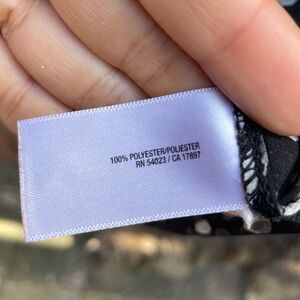 100% POLYESTER/POLIESTER
RN 54023 / CA 17897